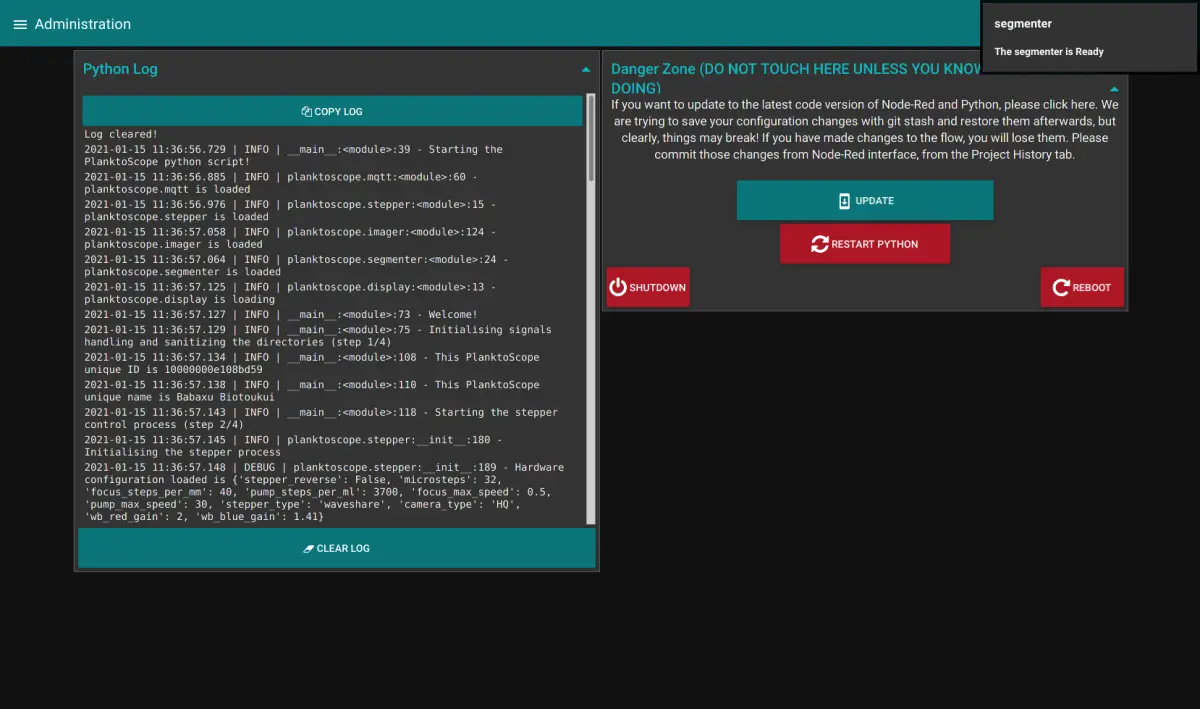 Administration
segmenter
The segmenter is Ready
Python Log
COPY LOG
Log cleared!
2021-01-15 11:36:56.729 | INFO | __main__:<module>:39 - Starting the
PlanktoScope python script!
2021-01-15 11:36:56.885 | INFO | planktoscope.mqtt:<module>:60 -
planktoscope.mqtt is loaded
2021-01-15 11:36:56.976 | INFO | planktoscope.stepper:<module>:15 -
planktoscope.stepper is loaded
2021-01-15 11:36:57.058 | INFO | planktoscope.imager:<module>:124 -
planktoscope.imager is loaded
2021-01-15 11:36:57.064 | INFO | planktoscope.segmenter:<module>:24 -
planktoscope.segmenter is loaded
2021-01-15 11:36:57.125 | INFO | planktoscope.display:<module>:13 -
planktoscope.display is loading
2021-01-15 11:36:57.127 | INFO | __main__:<module>:73 - Welcome!
2021-01-15 11:36:57.129 | INFO | __main__:<module>:75 - Initialising signals
handling and sanitizing the directories (step 1/4)
2021-01-15 11:36:57.134 | INFO | __main__:<module>:108 - This PlanktoScope
unique ID is 10000000e108bd59
2021-01-15 11:36:57.138 | INFO | __main__:<module>:110 - This PlanktoScope
unique name is Babaxu Biotoukui
2021-01-15 11:36:57.143 | INFO | __main__:<module>:118 - Starting the stepper
control process (step 2/4)
2021-01-15 11:36:57.145 | INFO | planktoscope.stepper:__init__:180 -
Initialising the stepper process
2021-01-15 11:36:57.148 | DEBUG | planktoscope.stepper:__init__:189 - Hardware
configuration loaded is {'stepper_reverse': False, 'microsteps': 32,
'focus_steps_per_mm': 40, 'pump_steps_per_ml': 3700, 'focus_max_speed': 0.5,
'pump_max_speed': 30, 'stepper_type': 'waveshare', 'camera_type': 'HQ',
'wb_red_gain': 2, 'wb_blue_gain': 1.41}
CLEAR LOG
Danger Zone (DO NOT TOUCH HERE UNLESS YOU KNOW
DOING)
If you want to update to the latest code version of Node-Red and Python, please click here. We
are trying to save your configuration changes with git stash and restore them afterwards, but
clearly, things may break! If you have made changes to the flow, you will lose them. Please
commit those changes from Node-Red interface, from the Project History tab.
UPDATE
RESTART PYTHON
SHUTDOWN
REBOOT